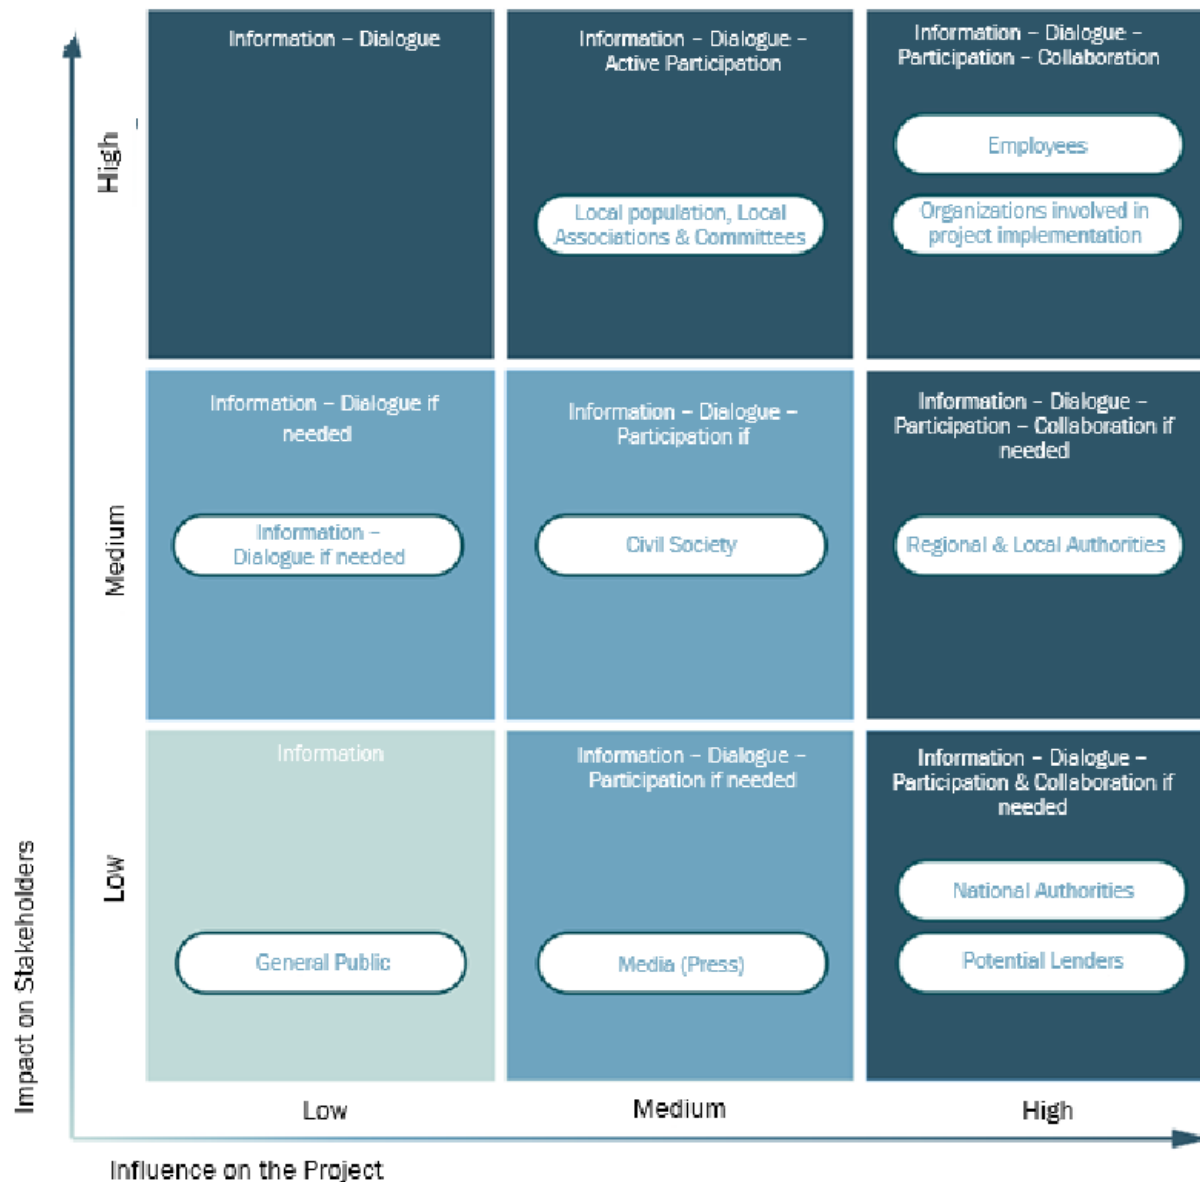 Information – Dialogue
Information – Dialogue –
Active Participation
Information – Dialogue –
Participation – Collaboration
Employees
Local population, Local
Associations & Committees
Organizations involved in
project implementation
High
Information – Dialogue if
needed
Information – Dialogue –
Participation if
Information – Dialogue –
Participation – Collaboration if
needed
Information –
Dialogue if needed
Civil Society
Regional & Local Authorities
Medium
Information
Information – Dialogue –
Participation if needed
Information – Dialogue –
Participation & Collaboration if
needed
National Authorities
General Public
Media (Press)
Potential Lenders
Low
Impact on Stakeholders
Low
Medium
High
Influence on the Project